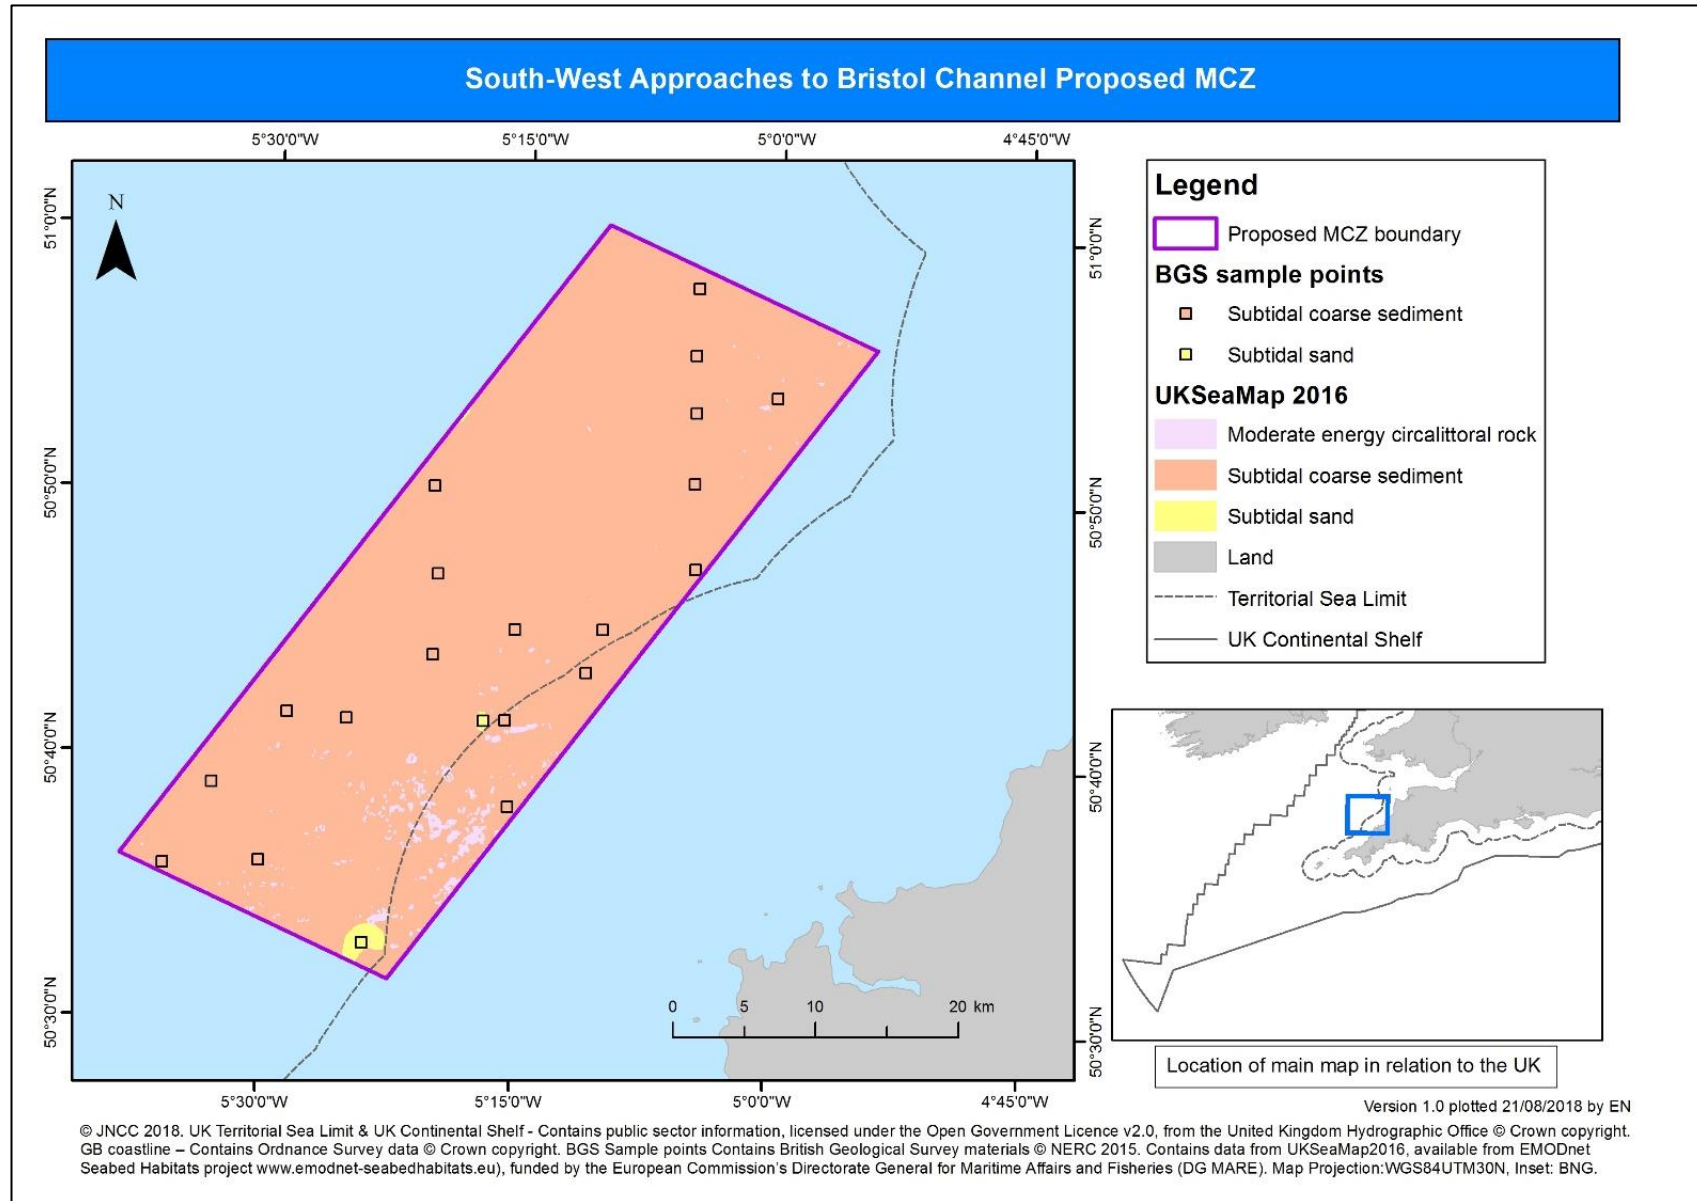 South-West Approaches to Bristol Channel Proposed MCZ
5°30'0"W
5°15'0"W
5°0'0"W
4°45'0"W
51°0'0"N
50°50'0"N
50°40'0"N
50°30'0"N
N
51°0'0"N
50°50'0"N
50°40'0"N
50°30'0"N
0 5 10 20 km
5°30'0"W
5°15'0"W
5°0'0"W
4°45'0"W
Legend
Proposed MCZ boundary
BGS sample points
Subtidal coarse sediment
Subtidal sand
UKSeaMap 2016
Moderate energy circalittoral rock
Subtidal coarse sediment
Subtidal sand
Land
Territorial Sea Limit
UK Continental Shelf
Location of main map in relation to the UK
Version 1.0 plotted 21/08/2018 by EN
© JNCC 2018. UK Territorial Sea Limit & UK Continental Shelf - Contains public sector information, licensed under the Open Government Licence v2.0, from the United Kingdom Hydrographic Office © Crown copyright.
GB coastline – Contains Ordnance Survey data © Crown copyright. BGS Sample points Contains British Geological Survey materials © NERC 2015. Contains data from UKSeaMap2016, available from EMODnet
Seabed Habitats project www.emodnet-seabedhabitats.eu), funded by the European Commission's Directorate General for Maritime Affairs and Fisheries (DG MARE). Map Projection:WGS84UTM30N, Inset: BNG.